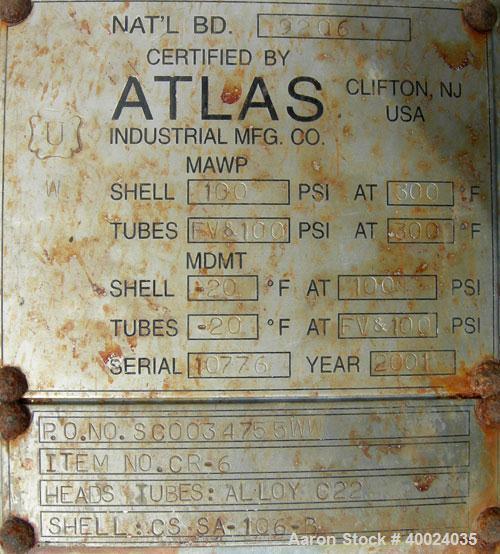 NAT'L BD. 9206
CERTIFIED BY
ATLAS
CLIFTON, NJ
USA
INDUSTRIAL MFG. CO.
U
W
MAWP
SHELL 100 PSI AT 300 °F
TUBES FV&100 PSI AT 300 °F
MDMT
SHELL -20 °F AT 100 PSI
TUBES -20 °F AT FV&100 PSI
SERIAL 10776 YEAR 2001
P.O.NO. SC0034755WW
ITEM NO. CR-6
HEADS TUBES: ALLOY C22
SHELL: CS SA-106-B
Aaron Stock # 40024035